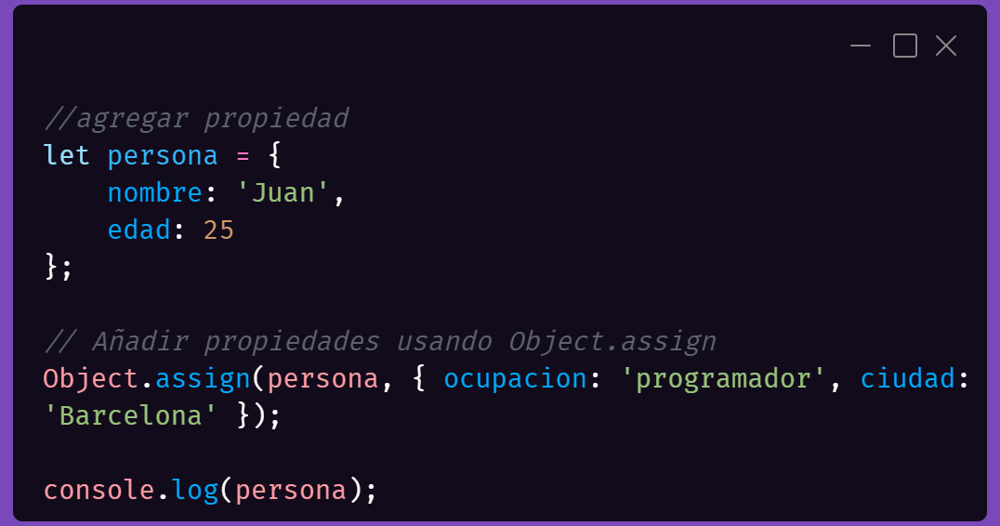 //agregar propiedad
let persona = {
    nombre: 'Juan',
    edad: 25
};

// Añadir propiedades usando Object.assign
Object.assign(persona, { ocupacion: 'programador', ciudad:
'Barcelona' });

console.log(persona);